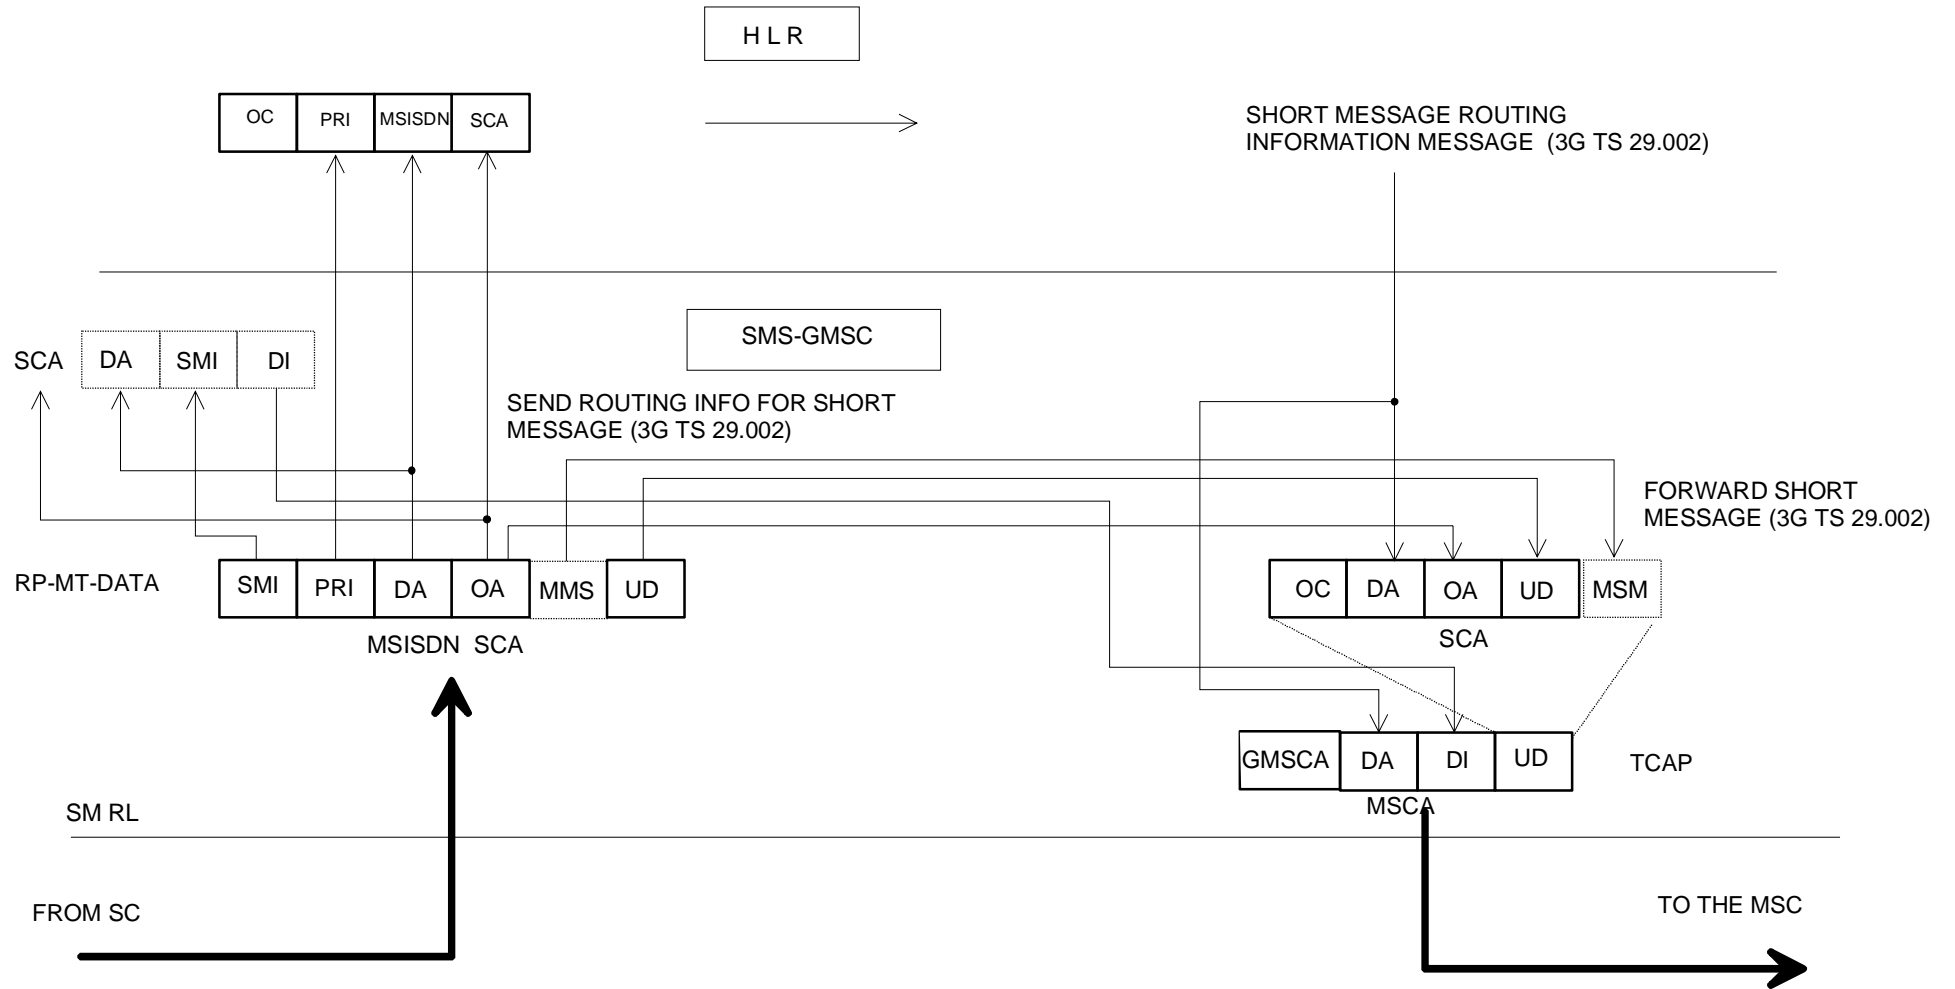 H L R
OC PRI MSISDN SCA
SHORT MESSAGE ROUTING
INFORMATION MESSAGE (3G TS 29.002)
SMS-GMSC
SCA DA SMI DI
SEND ROUTING INFO FOR SHORT
MESSAGE (3G TS 29.002)
FORWARD SHORT
MESSAGE (3G TS 29.002)
RP-MT-DATA SMI PRI DA OA MMS UD
MSISDN SCA
OC DA OA UD MSM
SCA
GMSCA DA DI UD TCAP
MSCA
SM RL
FROM SC
TO THE MSC